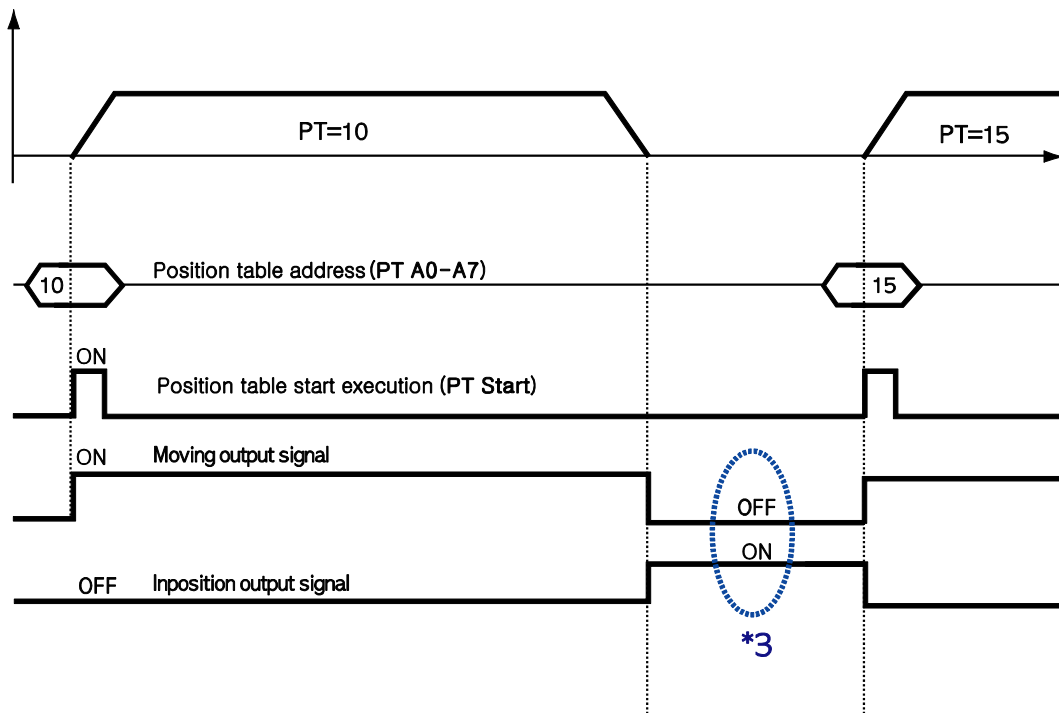 PT=10
PT=15
Position table address (PT A0-A7)
10
15
ON
Position table start execution (PT Start)
ON
Moving output signal
OFF
ON
OFF
Inposition output signal
*3